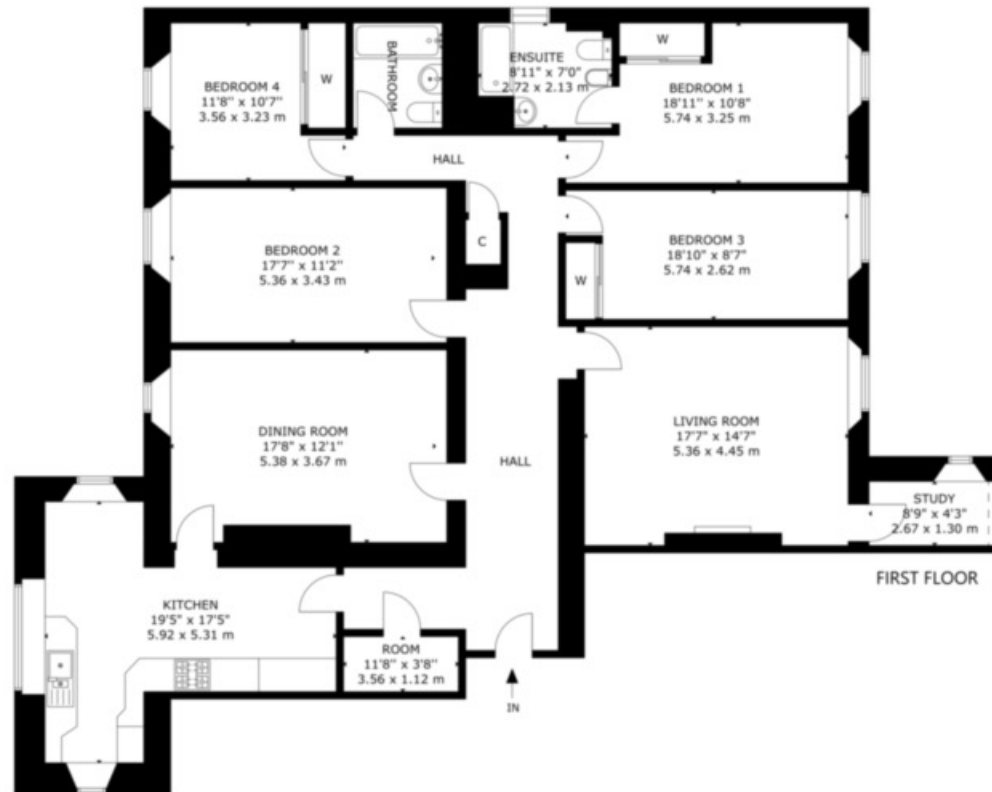 BEDROOM 4
11'8'' x 10'7''
3.56 x 3.23 m
W
BATHROOM
ENSUITE
8'11" x 7'0"
2.72 x 2.13 m
W
BEDROOM 1
18'11" x 10'8"
5.74 x 3.25 m
HALL
BEDROOM 2
17'7" x 11'2"
5.36 x 3.43 m
C
BEDROOM 3
18'10" x 8'7"
5.74 x 2.62 m
W
DINING ROOM
17'8" x 12'1"
5.38 x 3.67 m
HALL
LIVING ROOM
17'7" x 14'7"
5.36 x 4.45 m
STUDY
8'9" x 4'3"
2.67 x 1.30 m
FIRST FLOOR
KITCHEN
19'5" x 17'5"
5.92 x 5.31 m
ROOM
11'8" x 3'8''
3.56 x 1.12 m
IN